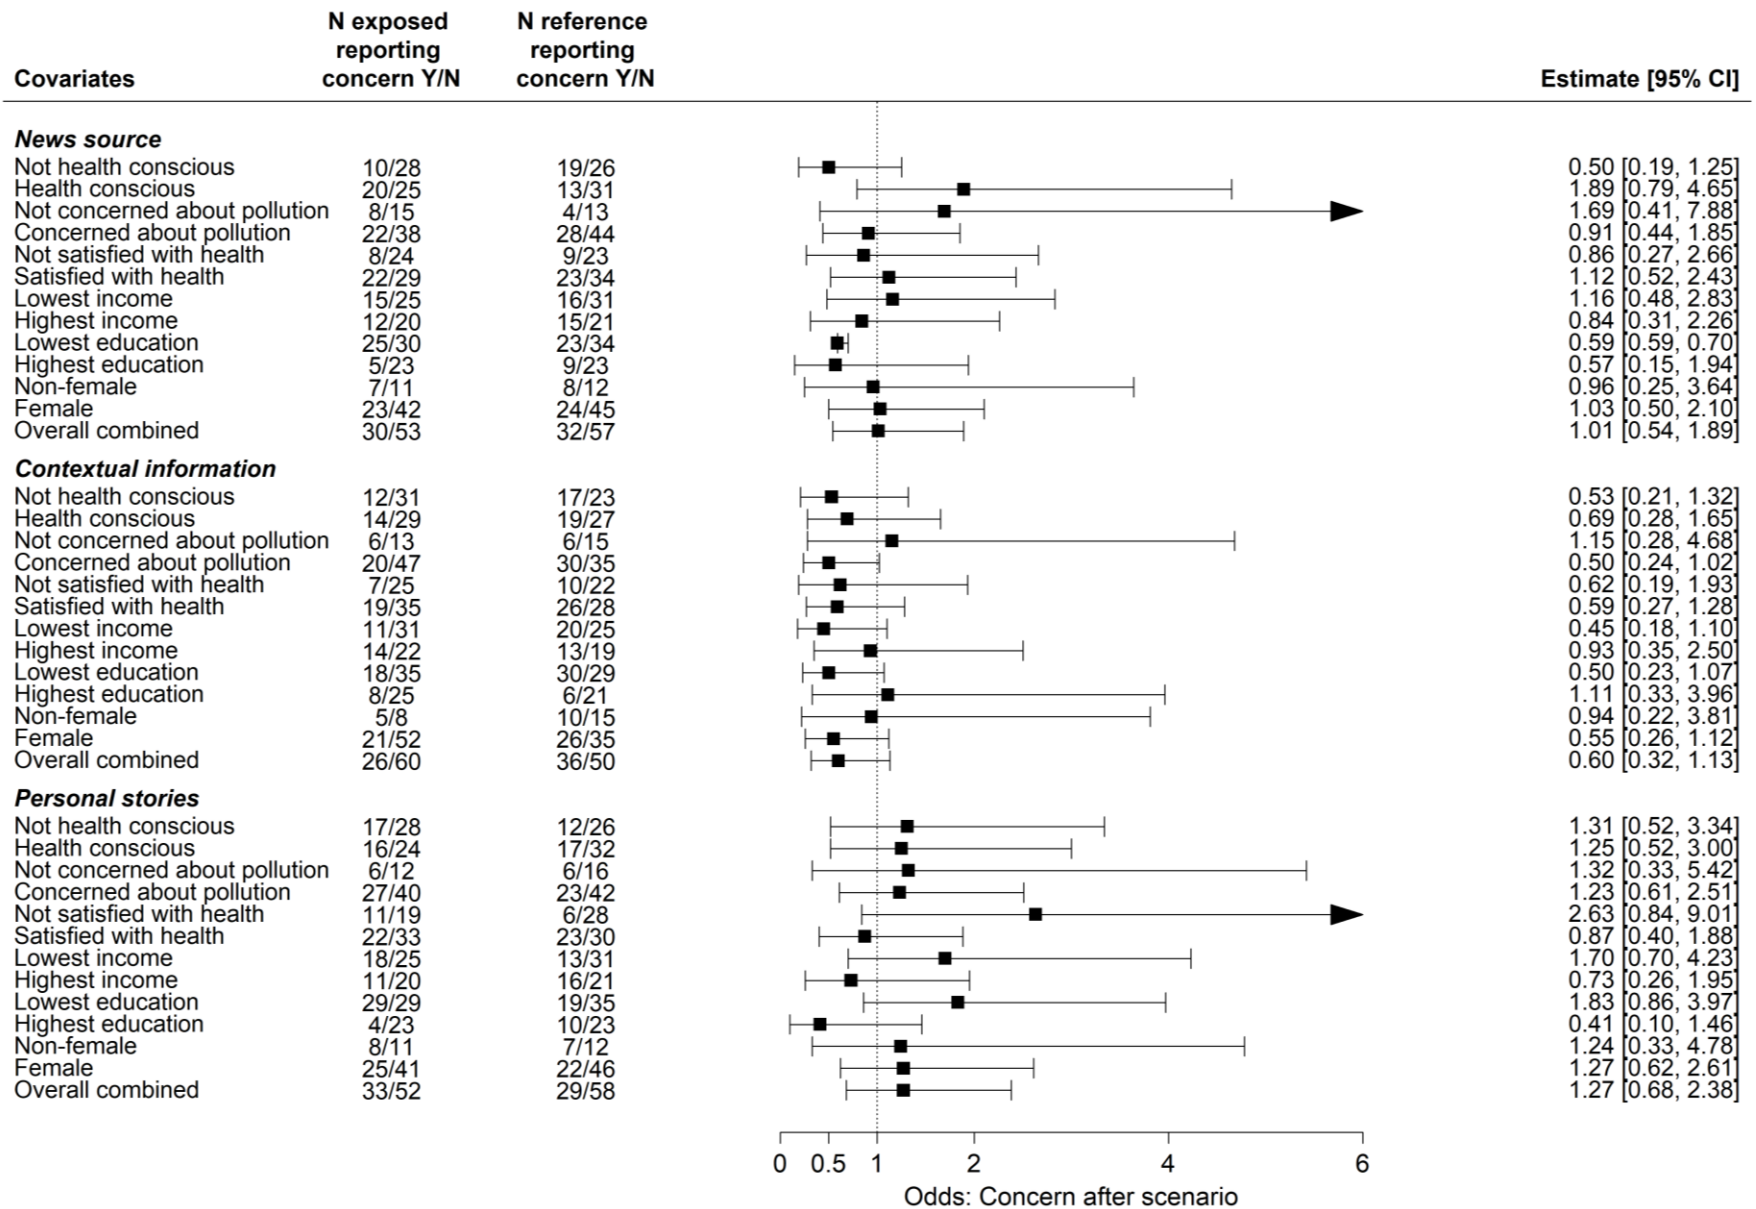 N exposed reporting concern Y/N
N reference reporting concern Y/N
Covariates
Estimate [95% CI]
News source
Not health conscious 10/28 19/26 0.50 [0.19, 1.25]
Health conscious 20/25 13/31 1.89 [0.79, 4.65]
Not concerned about pollution 8/15 4/13 1.69 [0.41, 7.88]
Concerned about pollution 22/38 28/44 0.91 [0.44, 1.85]
Not satisfied with health 8/24 9/23 0.86 [0.27, 2.66]
Satisfied with health 22/29 23/34 1.12 [0.52, 2.43]
Lowest income 15/25 16/31 1.16 [0.48, 2.83]
Highest income 12/20 15/21 0.84 [0.31, 2.26]
Lowest education 25/30 23/34 0.59 [0.59, 0.70]
Highest education 5/23 9/23 0.57 [0.15, 1.94]
Non-female 7/11 8/12 0.96 [0.25, 3.64]
Female 23/42 24/45 1.03 [0.50, 2.10]
Overall combined 30/53 32/57 1.01 [0.54, 1.89]
Contextual information
Not health conscious 12/31 17/23 0.53 [0.21, 1.32]
Health conscious 14/29 19/27 0.69 [0.28, 1.65]
Not concerned about pollution 6/13 6/15 1.15 [0.28, 4.68]
Concerned about pollution 20/47 30/35 0.50 [0.24, 1.02]
Not satisfied with health 7/25 10/22 0.62 [0.19, 1.93]
Satisfied with health 19/35 26/28 0.59 [0.27, 1.28]
Lowest income 11/31 20/25 0.45 [0.18, 1.10]
Highest income 14/22 13/19 0.93 [0.35, 2.50]
Lowest education 18/35 30/29 0.50 [0.23, 1.07]
Highest education 8/25 6/21 1.11 [0.33, 3.96]
Non-female 5/8 10/15 0.94 [0.22, 3.81]
Female 21/52 26/35 0.55 [0.26, 1.12]
Overall combined 26/60 36/50 0.60 [0.32, 1.13]
Personal stories
Not health conscious 17/28 12/26 1.31 [0.52, 3.34]
Health conscious 16/24 17/32 1.25 [0.52, 3.00]
Not concerned about pollution 6/12 6/16 1.32 [0.33, 5.42]
Concerned about pollution 27/40 23/42 1.23 [0.61, 2.51]
Not satisfied with health 11/19 6/28 2.63 [0.84, 9.01]
Satisfied with health 22/33 23/30 0.87 [0.40, 1.88]
Lowest income 18/25 13/31 1.70 [0.70, 4.23]
Highest income 11/20 16/21 0.73 [0.26, 1.95]
Lowest education 29/29 19/35 1.83 [0.86, 3.97]
Highest education 4/23 10/23 0.41 [0.10, 1.46]
Non-female 8/11 7/12 1.24 [0.33, 4.78]
Female 25/41 22/46 1.27 [0.62, 2.61]
Overall combined 33/52 29/58 1.27 [0.68, 2.38]
0 0.5 1 2 4 6
Odds: Concern after scenario